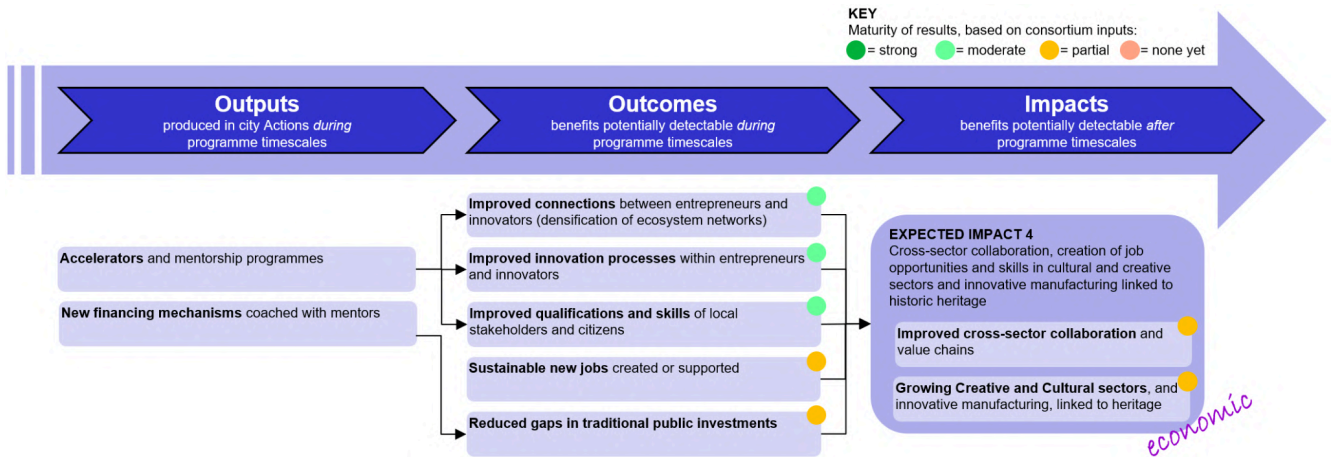 KEY
Maturity of results, based on consortium inputs:
= strong = moderate = partial = none yet
Outputs
produced in city Actions during
programme timescales
Outcomes
benefits potentially detectable during
programme timescales
Impacts
benefits potentially detectable after
programme timescales
Accelerators and mentorship programmes
New financing mechanisms coached with mentors
Improved connections between entrepreneurs and
innovators (densification of ecosystem networks)
Improved innovation processes within entrepreneurs
and innovators
Improved qualifications and skills of local
stakeholders and citizens
Sustainable new jobs created or supported
Reduced gaps in traditional public investments
EXPECTED IMPACT 4
Cross-sector collaboration, creation of job
opportunities and skills in cultural and creative
sectors and innovative manufacturing linked to
historic heritage
Improved cross-sector collaboration and
value chains
Growing Creative and Cultural sectors, and
innovative manufacturing, linked to heritage
economic